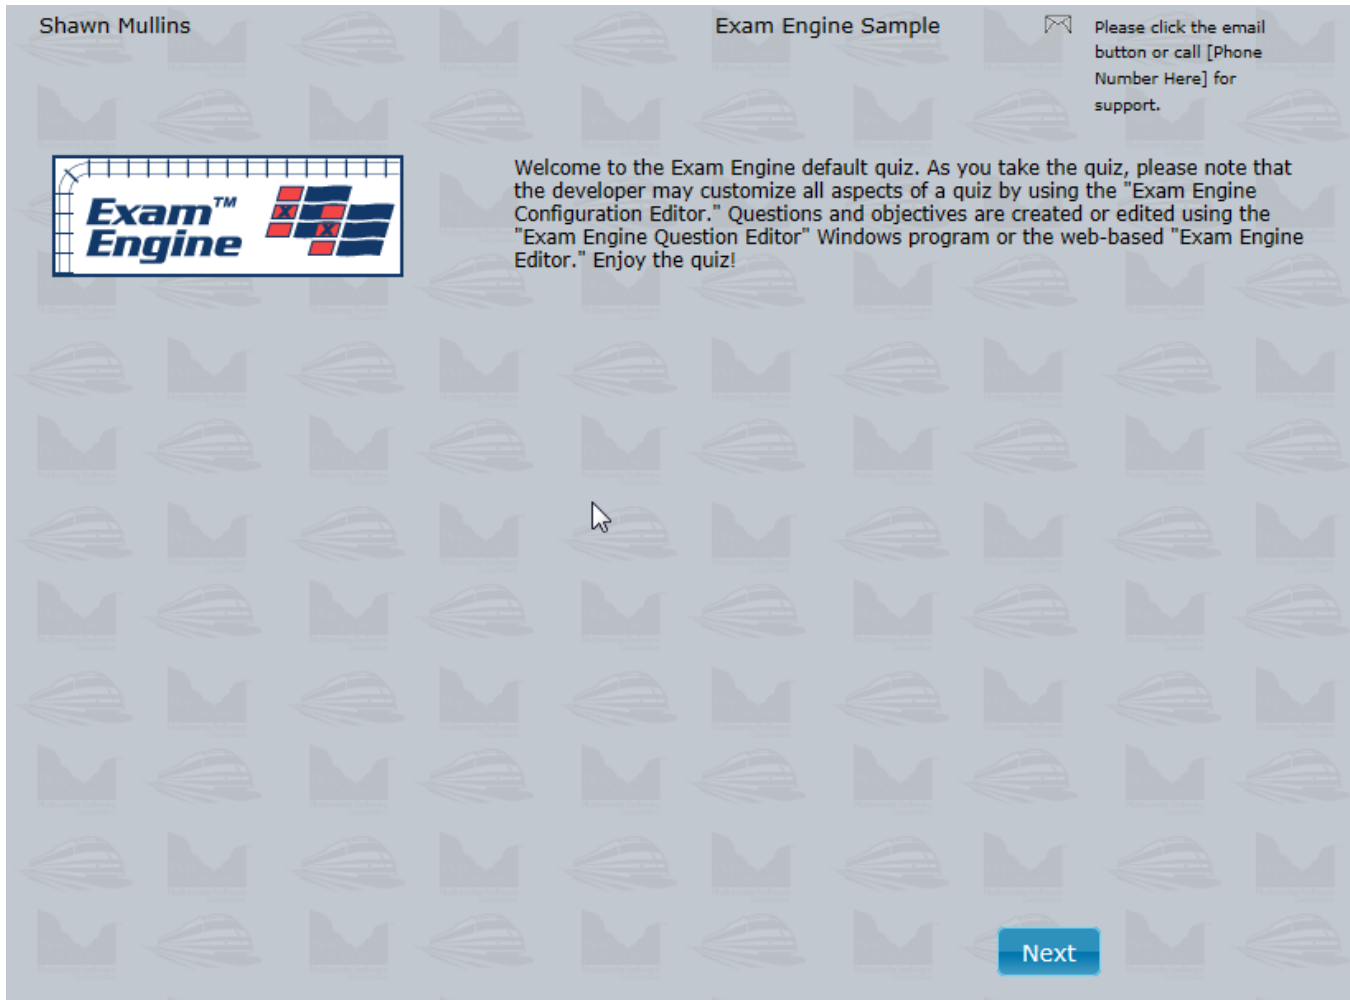 Shawn Mullins
Exam Engine Sample
Please click the email
button or call [Phone
Number Here] for
support.
Exam™
Engine
Welcome to the Exam Engine default quiz. As you take the quiz, please note that
the developer may customize all aspects of a quiz by using the "Exam Engine
Configuration Editor." Questions and objectives are created or edited using the
"Exam Engine Question Editor" Windows program or the web-based "Exam Engine
Editor." Enjoy the quiz!
Next